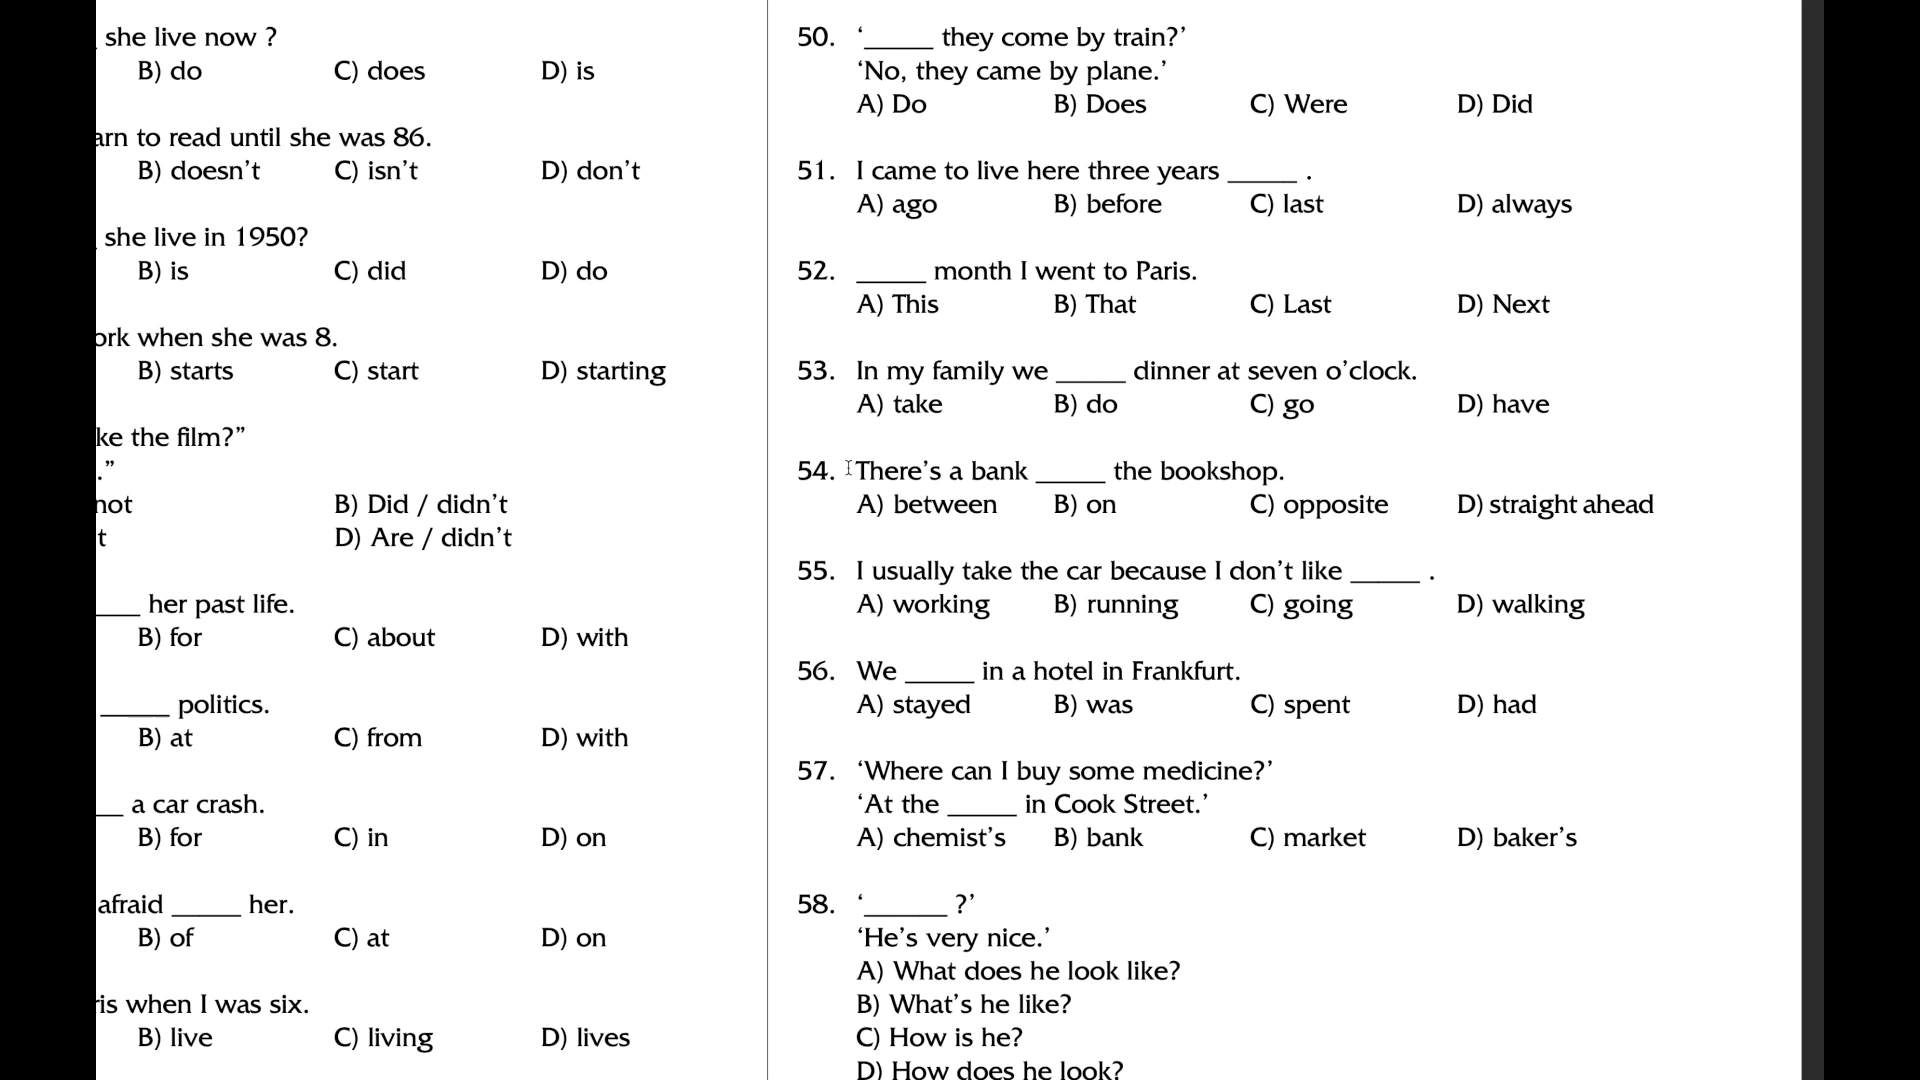 she live now ?
B) do C) does D) is
to read until she was 86.
B) doesn't C) isn't D) don't
she live in 1950?
B) is C) did D) do
when she was 8.
B) starts C) start D) starting
the film?”
.”
not B) Did / didn't
D) Are / didn't
_____ her past life.
B) for C) about D) with
_____ politics.
B) at C) from D) with
__ a car crash.
B) for C) in D) on
afraid _____ her.
B) of C) at D) on
when I was six.
B) live C) living D) lives
50. ‘_____ they come by train?’
‘No, they came by plane.’
A) Do B) Does C) Were D) Did
51. I came to live here three years _____ .
A) ago B) before C) last D) always
52. _____ month I went to Paris.
A) This B) That C) Last D) Next
53. In my family we _____ dinner at seven o’clock.
A) take B) do C) go D) have
54. There’s a bank _____ the bookshop.
A) between B) on C) opposite D) straight ahead
55. I usually take the car because I don’t like _____ .
A) working B) running C) going D) walking
56. We _____ in a hotel in Frankfurt.
A) stayed B) was C) spent D) had
57. ‘Where can I buy some medicine?’
‘At the _____ in Cook Street.’
A) chemist’s B) bank C) market D) baker’s
58. ‘______ ?’
‘He’s very nice.’
A) What does he look like?
B) What’s he like?
C) How is he?
D) How does he look?